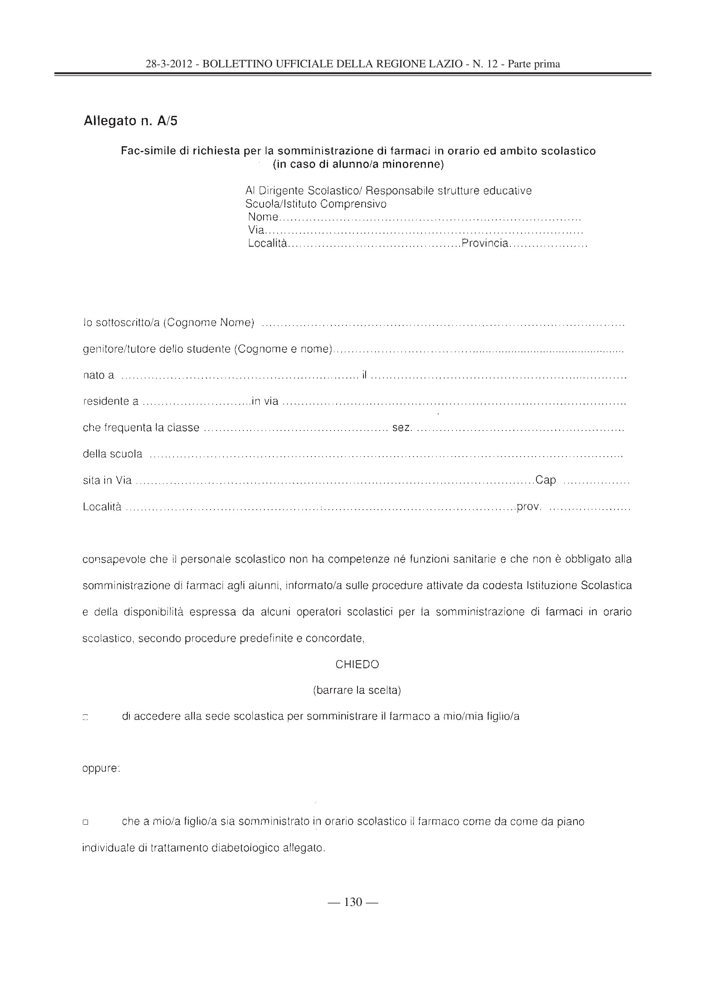 28-3-2012 - BOLLETTINO UFFICIALE DELLA REGIONE LAZIO - N. 12 - Parte prima
Allegato n. A/5
Fac-simile di richiesta per la somministrazione di farmaci in orario ed ambito scolastico
(in caso di alunno/a minorenne)
Al Dirigente Scolastico/ Responsabile strutture educative
Scuola/Istituto Comprensivo
Nome................................................................................
Via....................................................................................
Località..............................................Provincia.....................
Io sottoscritto/a (Cognome Nome) ................................................................................................
genitore/tutore dello studente (Cognome e nome)..............................................................................
nato a ............................................................... il ....................................................................
residente a .............................in via ...........................................................................................
che frequenta la classe ................................................. sez. .......................................................
della scuola .............................................................................................................................
sita in Via ..........................................................................................................Cap ..................
Località .......................................................................................................prov. ......................
consapevole che il personale scolastico non ha competenze né funzioni sanitarie e che non è obbligato alla
somministrazione di farmaci agli alunni, informato/a sulle procedure attivate da codesta Istituzione Scolastica
e della disponibilità espressa da alcuni operatori scolastici per la somministrazione di farmaci in orario
scolastico, secondo procedure predefinite e concordate,
CHIEDO
(barrare la scelta)
□ di accedere alla sede scolastica per somministrare il farmaco a mio/mia figlio/a
oppure:
□ che a mio/a figlio/a sia somministrato in orario scolastico il farmaco come da come da piano
individuale di trattamento diabetologico allegato.
— 130 —